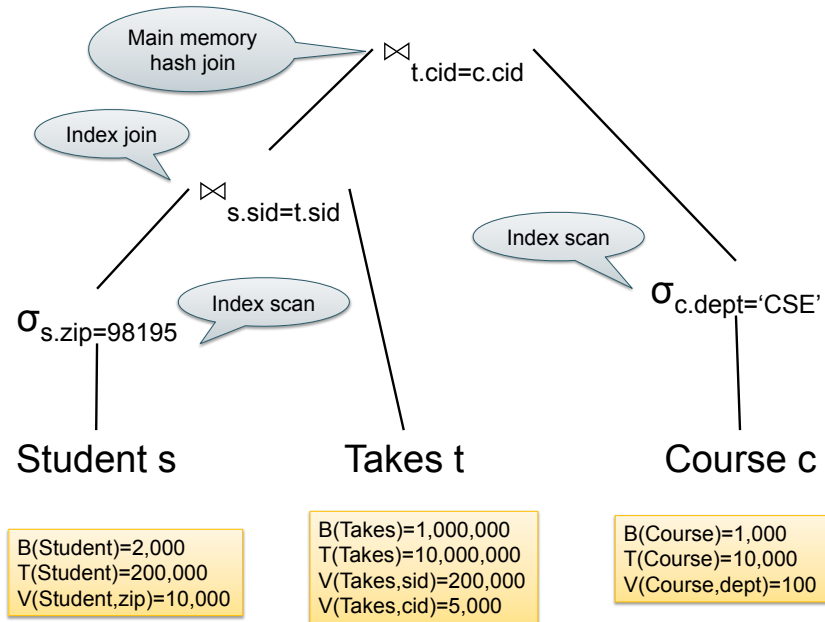 Main memory
hash join
⋈ t.cid=c.cid
Index join
⋈ s.sid=t.sid
Index scan
σ c.dept=‘CSE’
Index scan
σ s.zip=98195
Student s
Takes t
Course c
B(Student)=2,000
T(Student)=200,000
V(Student,zip)=10,000
B(Takes)=1,000,000
T(Takes)=10,000,000
V(Takes,sid)=200,000
V(Takes,cid)=5,000
B(Course)=1,000
T(Course)=10,000
V(Course,dept)=100